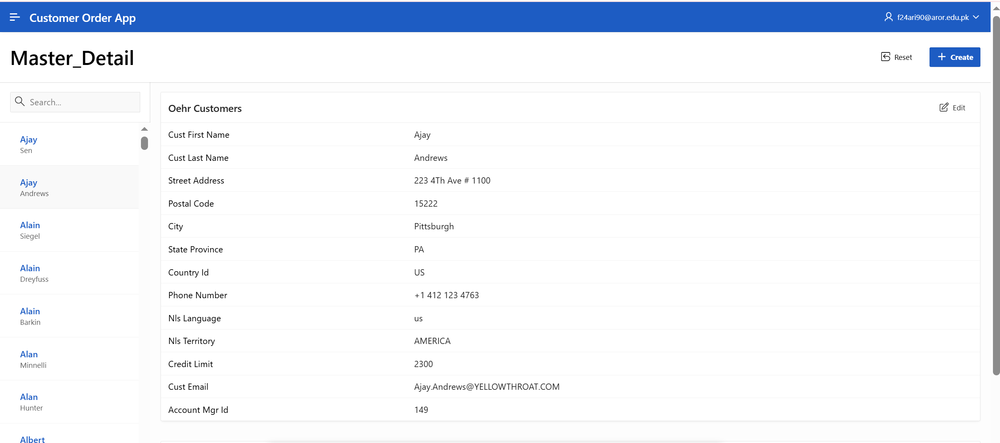 Customer Order App
f24ari90@aror.edu.pk
Master_Detail
Reset
Create
Search...
Ajay
Sen
Ajay
Andrews
Alain
Siegel
Alain
Dreyfuss
Alain
Barkin
Alan
Minnelli
Alan
Hunter
Albert
Oehr Customers
Edit
Cust First Name Ajay
Cust Last Name Andrews
Street Address 223 4Th Ave # 1100
Postal Code 15222
City Pittsburgh
State Province PA
Country Id US
Phone Number +1 412 123 4763
Nls Language us
Nls Territory AMERICA
Credit Limit 2300
Cust Email Ajay.Andrews@YELLOWTHROAT.COM
Account Mgr Id 149